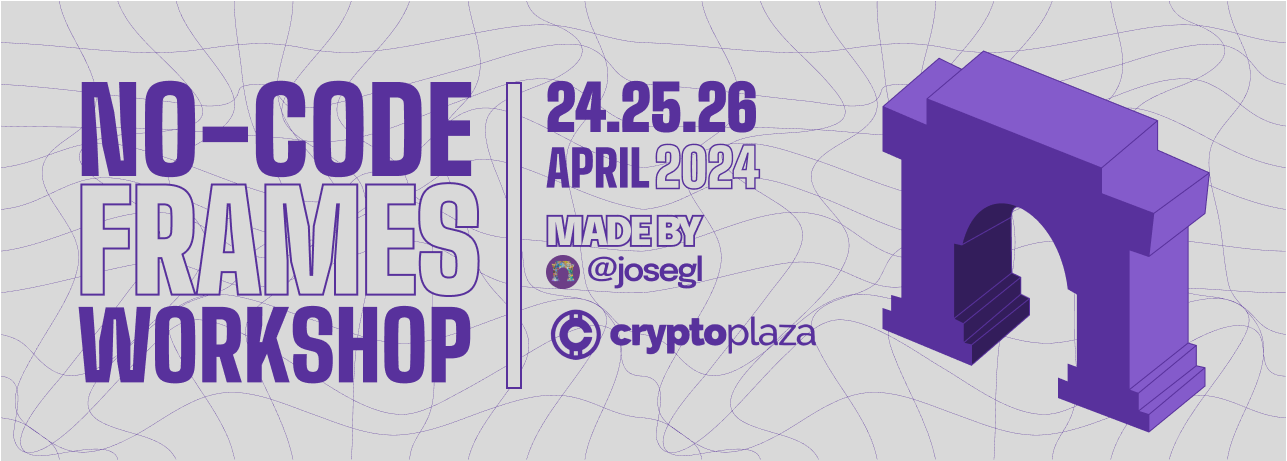 NO-CODE
FRAMES
WORKSHOP
24.25.26
APRIL 2024
MADE BY
@josegl
cryptoplaza